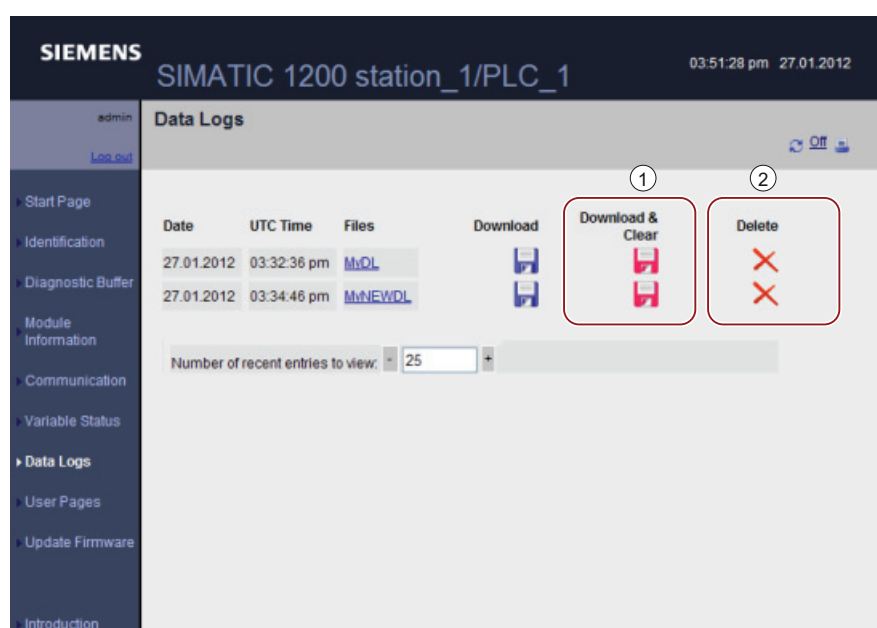 SIEMENS
SIMATIC 1200 station_1/PLC_1
03:51:28 pm 27.01.2012
admin
Log out
Data Logs
Off
Start Page
Identification
Diagnostic Buffer
Module
Information
Communication
Variable Status
Data Logs
User Pages
Update Firmware
Introduction
1
2
Date UTC Time Files Download Download &
Clear Delete
27.01.2012 03:32:36 pm MyDL
27.01.2012 03:34:46 pm MyNEWDL
Number of recent entries to view: - 25 +